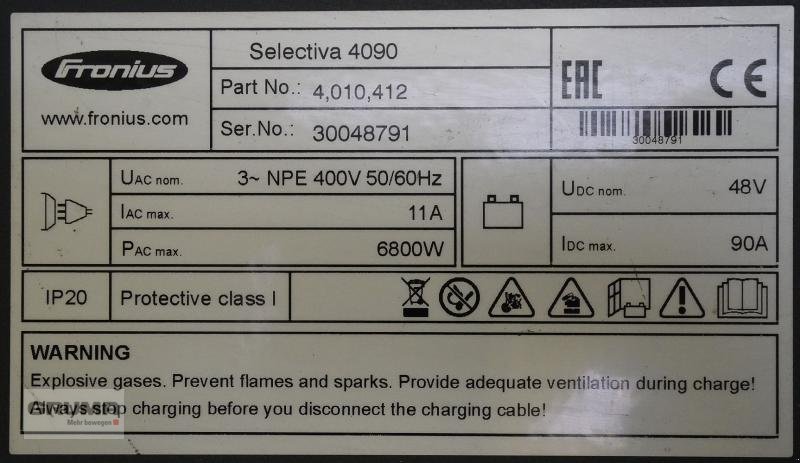 Fronius
www.fronius.com
Selectiva 4090
Part No.: 4,010,412
Ser.No.: 30048791
EAC CE
30048791
UAC nom. 3~ NPE 400V 50/60Hz
IAC max. 11A
PAC max. 6800W
UDC nom. 48V
IDC max. 90A
IP20 Protective class I
WARNING
Explosive gases. Prevent flames and sparks. Provide adequate ventilation during charge!
Always stop charging before you disconnect the charging cable!
Mehr bewegen